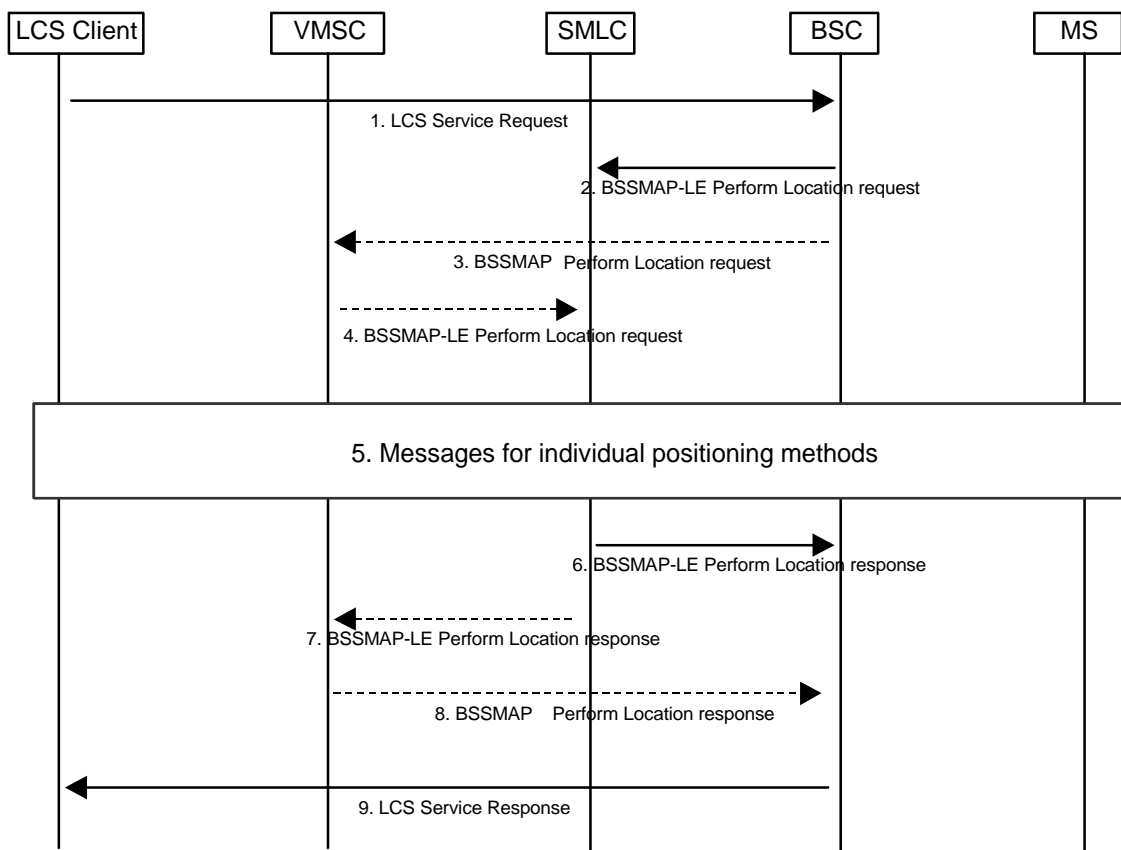 LCS Client
VMSC
SMLC
BSC
MS
1. LCS Service Request
2. BSSMAP-LE Perform Location request
3. BSSMAP Perform Location request
4. BSSMAP-LE Perform Location request
5. Messages for individual positioning methods
6. BSSMAP-LE Perform Location response
7. BSSMAP-LE Perform Location response
8. BSSMAP Perform Location response
9. LCS Service Response